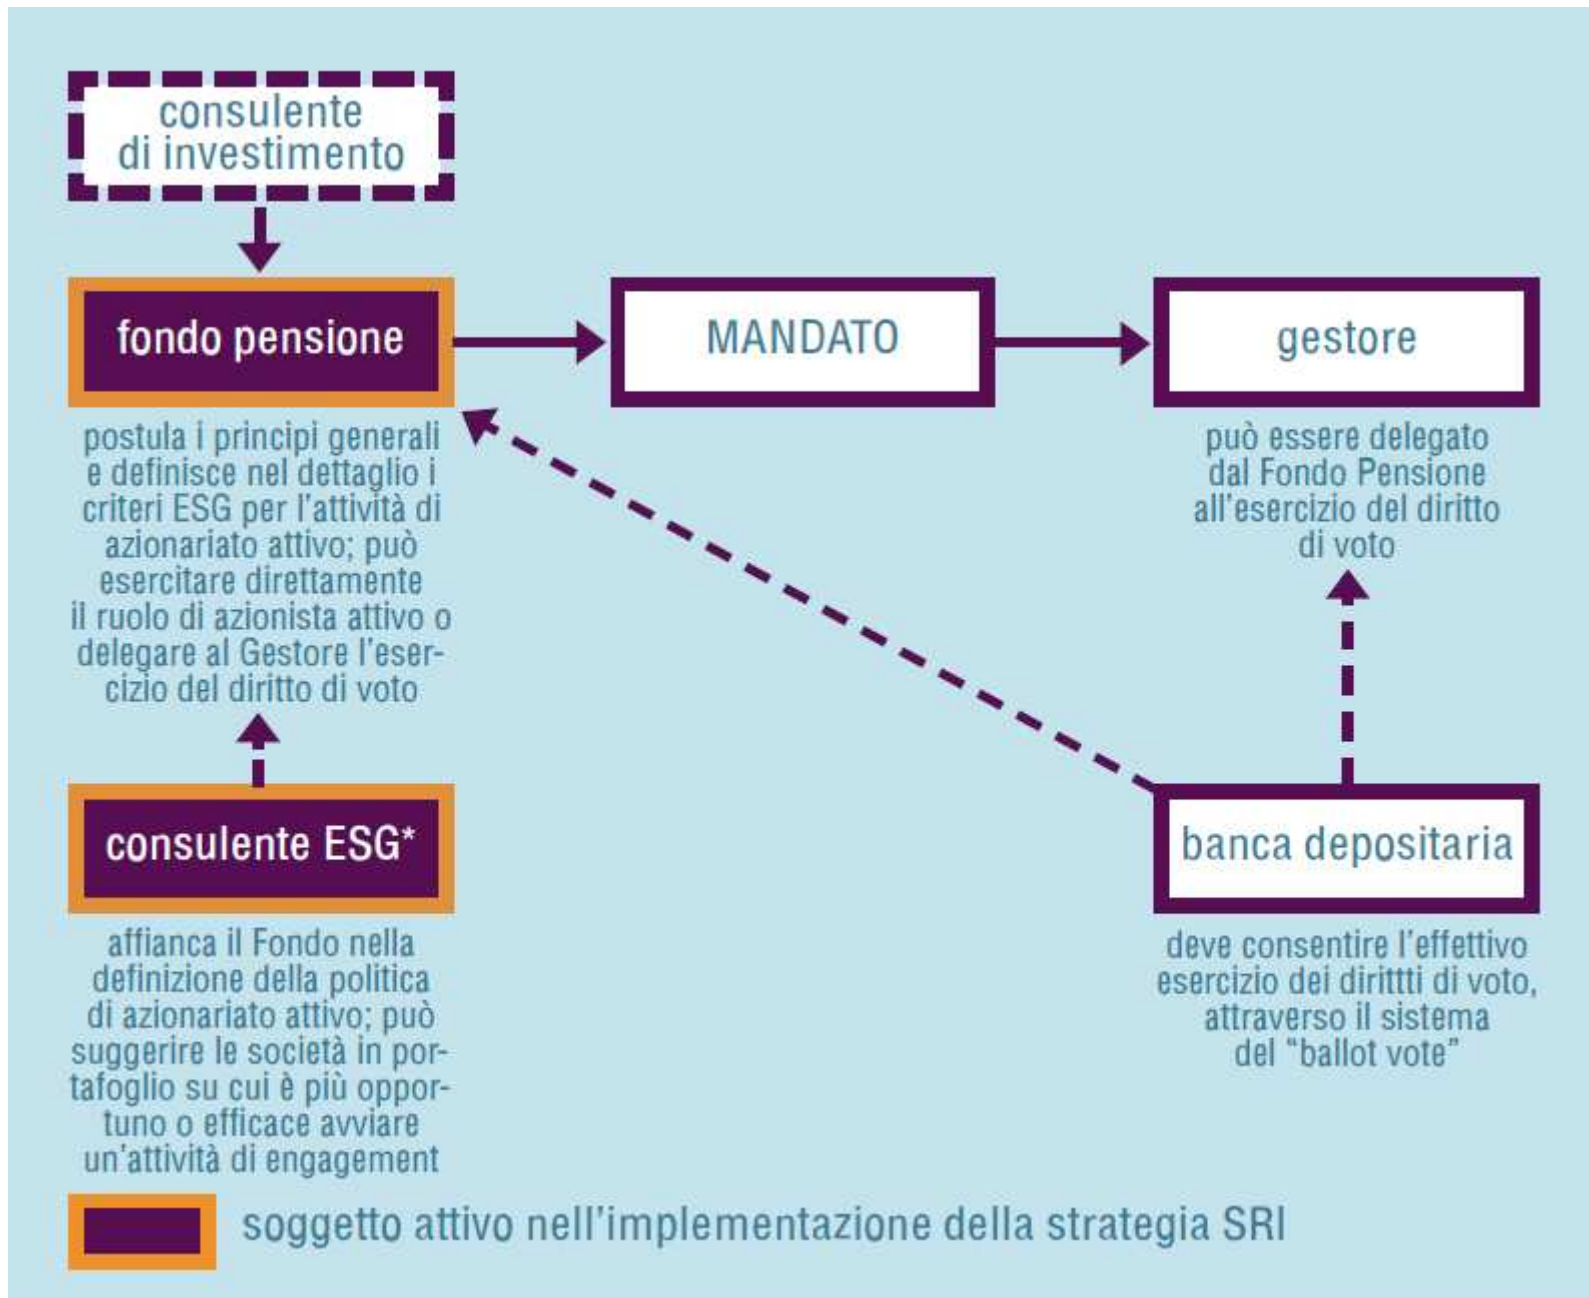 consulente
di investimento
fondo pensione
MANDATO
gestore
postula i principi generali
e definisce nel dettaglio i
criteri ESG per l'attività di
azionariato attivo; può
esercitare direttamente
il ruolo di azionista attivo o
delegare al Gestore l'eser-
cizio del diritto di voto
può essere delegato
dal Fondo Pensione
all'esercizio del diritto
di voto
consulente ESG*
banca depositaria
affianca il Fondo nella
definizione della politica
di azionariato attivo; può
suggerire le società in por-
tafoglio su cui è più oppor-
tuno o efficace avviare
un'attività di engagement
deve consentire l'effettivo
esercizio dei dirittti di voto,
attraverso il sistema
del “ballot vote”
soggetto attivo nell'implementazione della strategia SRI